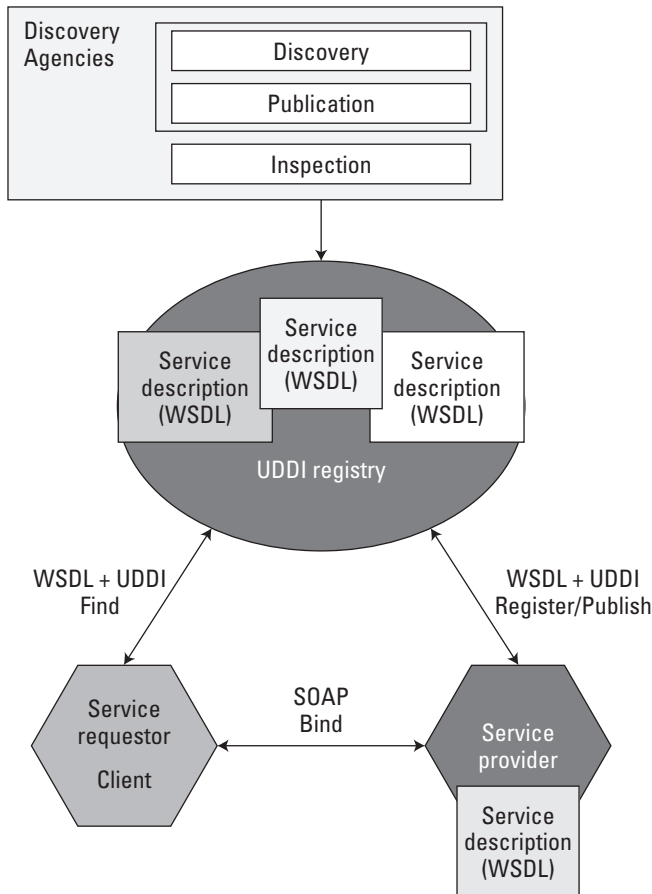 Discovery
Agencies
Discovery
Publication
Inspection
Service
description
(WSDL)
Service
description
(WSDL)
Service
description
(WSDL)
UDDI registry
WSDL + UDDI
Find
WSDL + UDDI
Register/Publish
SOAP
Bind
Service
requestor
Client
Service
provider
Service
description
(WSDL)